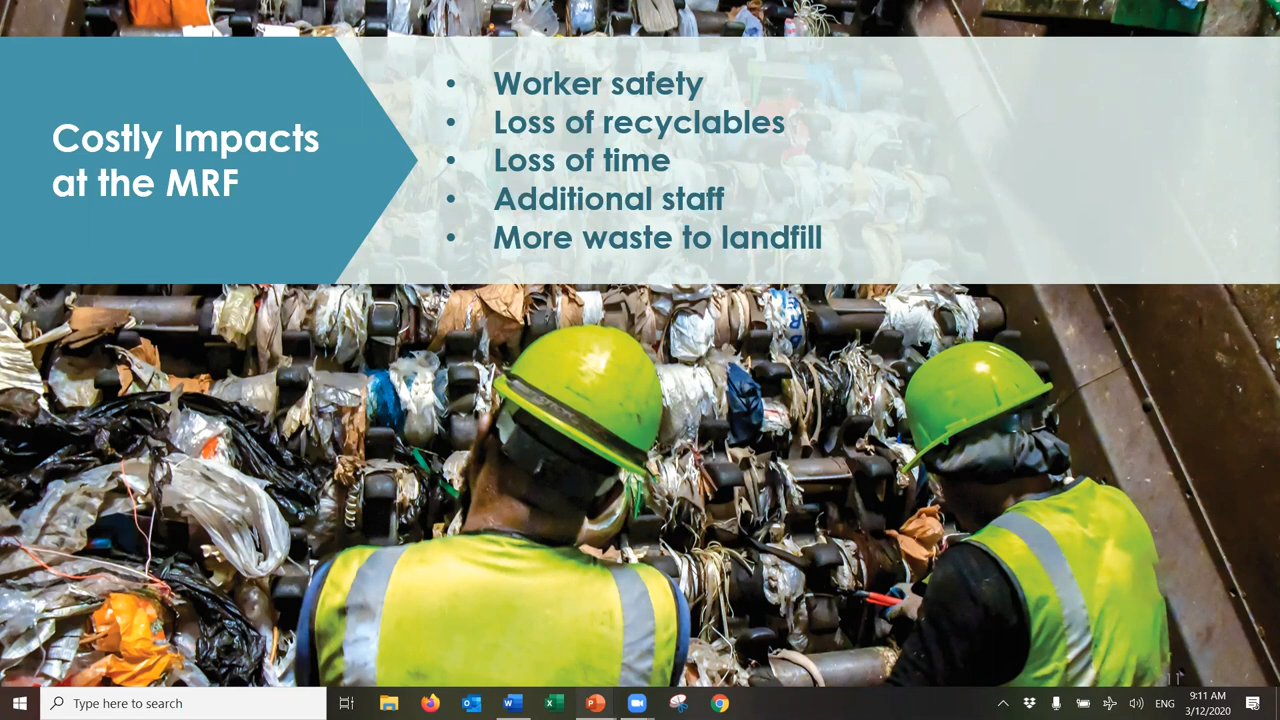 Costly Impacts
at the MRF
• Worker safety
• Loss of recyclables
• Loss of time
• Additional staff
• More waste to landfill
Type here to search
ENG
9:11 AM
3/12/2020